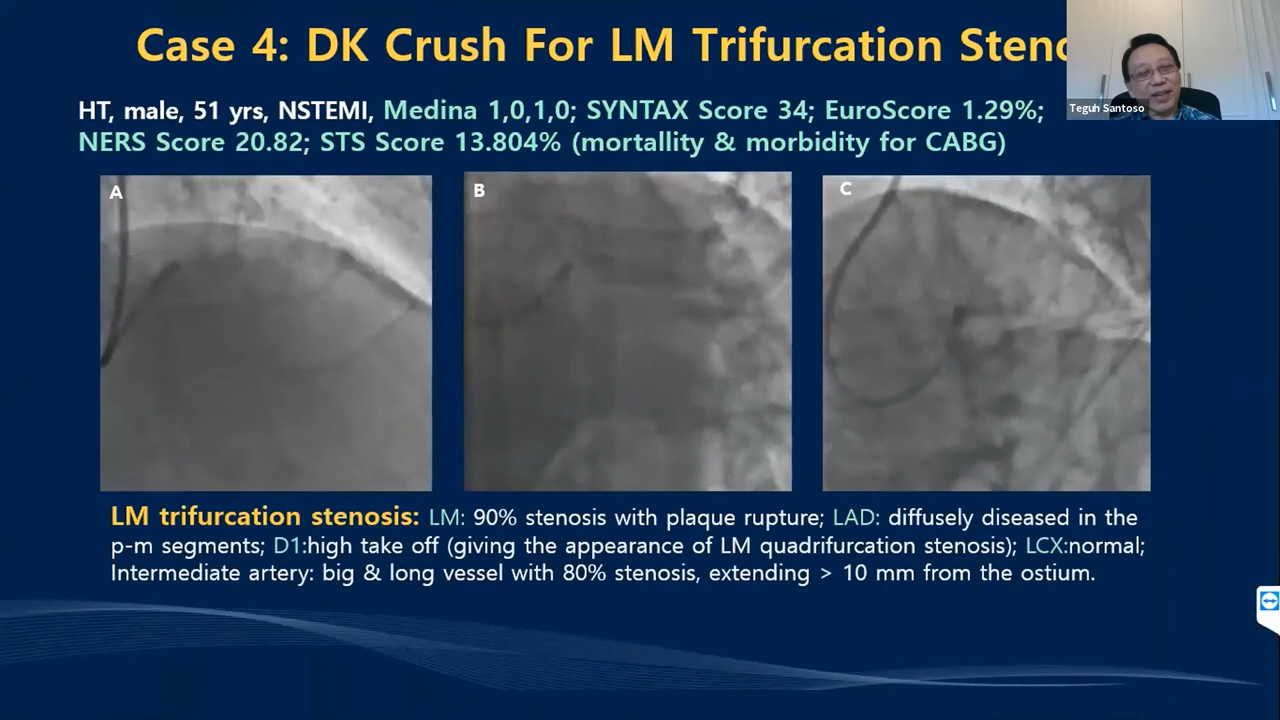 Case 4: DK Crush For LM Trifurcation
Teguh Santoso
HT, male, 51 yrs, NSTEMI, Medina 1,0,1,0; SYNTAX Score 34; EuroScore 1.29%;
NERS Score 20.82; STS Score 13.804% (mortallity & morbidity for CABG)
A
B
C
LM trifurcation stenosis: LM: 90% stenosis with plaque rupture; LAD: diffusely diseased in the
p-m segments; D1:high take off (giving the appearance of LM quadrifurcation stenosis); LCX:normal;
Intermediate artery: big & long vessel with 80% stenosis, extending > 10 mm from the ostium.